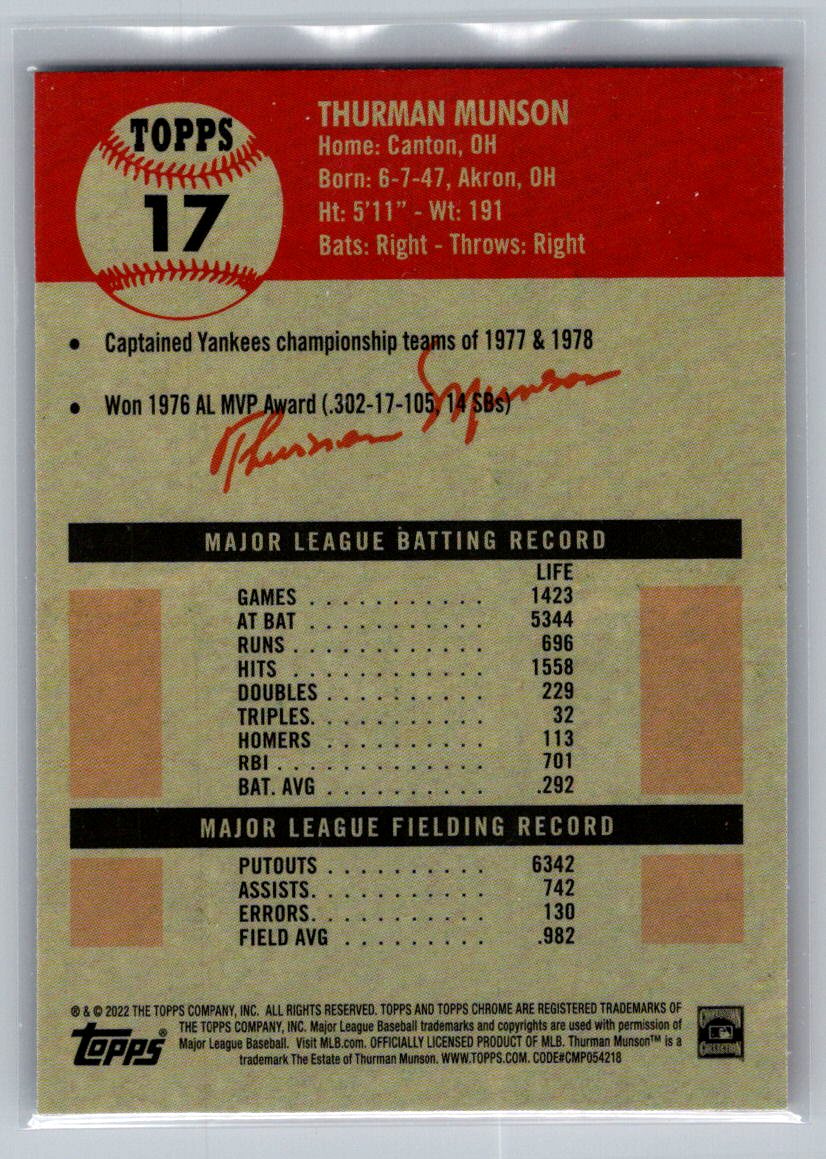 TOPPS
17
THURMAN MUNSON
Home: Canton, OH
Born: 6-7-47, Akron, OH
Ht: 5'11" - Wt: 191
Bats: Right - Throws: Right
• Captained Yankees championship teams of 1977 & 1978
• Won 1976 AL MVP Award (.302-17-105, 14 SBs)
Thurman Munson
MAJOR LEAGUE BATTING RECORD
LIFE
GAMES . . . . . . . . . . . 1423
AT BAT . . . . . . . . . . . 5344
RUNS . . . . . . . . . . . . 696
HITS . . . . . . . . . . . . 1558
DOUBLES . . . . . . . . . . 229
TRIPLES. . . . . . . . . . . 32
HOMERS . . . . . . . . . . 113
RBI . . . . . . . . . . . . . 701
BAT. AVG . . . . . . . . . . .292
MAJOR LEAGUE FIELDING RECORD
PUTOUTS . . . . . . . . . . 6342
ASSISTS. . . . . . . . . . . 742
ERRORS. . . . . . . . . . . 130
FIELD AVG . . . . . . . . . .982
® & © 2022 THE TOPPS COMPANY, INC. ALL RIGHTS RESERVED. TOPPS AND TOPPS CHROME ARE REGISTERED TRADEMARKS OF
THE TOPPS COMPANY, INC. Major League Baseball trademarks and copyrights are used with permission of
Major League Baseball. Visit MLB.com. OFFICIALLY LICENSED PRODUCT OF MLB. Thurman Munson™ is a
trademark The Estate of Thurman Munson. WWW.TOPPS.COM. CODE#CMP054218
Topps®
COOPERSTOWN
COLLECTION